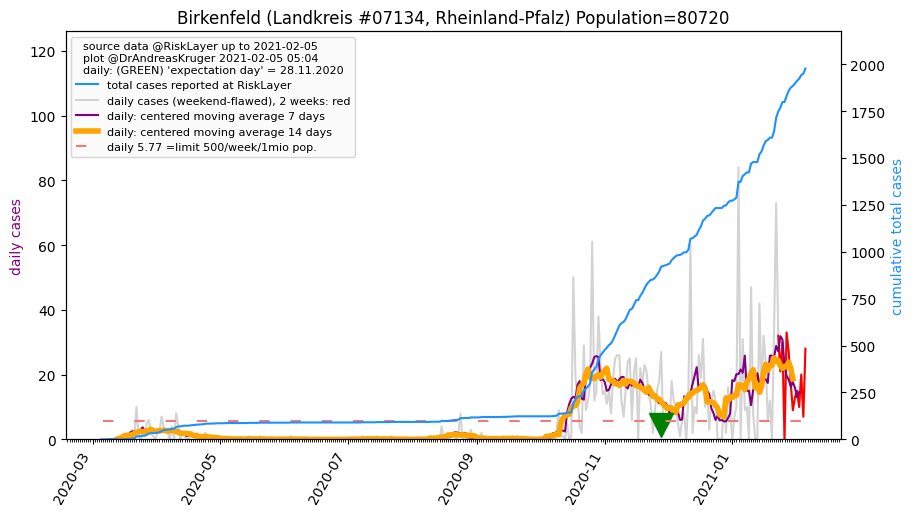 Birkenfeld (Landkreis #07134, Rheinland-Pfalz) Population=80720
source data @RiskLayer up to 2021-02-05
plot @DrAndreasKruger 2021-02-05 05:04
daily: (GREEN) 'expectation day' = 28.11.2020
total cases reported at RiskLayer
daily cases (weekend-flawed), 2 weeks: red
daily: centered moving average 7 days
daily: centered moving average 14 days
daily 5.77 =limit 500/week/1mio pop.
daily cases
120
100
80
60
40
20
0
cumulative total cases
2000
1750
1500
1250
1000
750
500
250
0
2020-03
2020-05
2020-07
2020-09
2020-11
2021-01